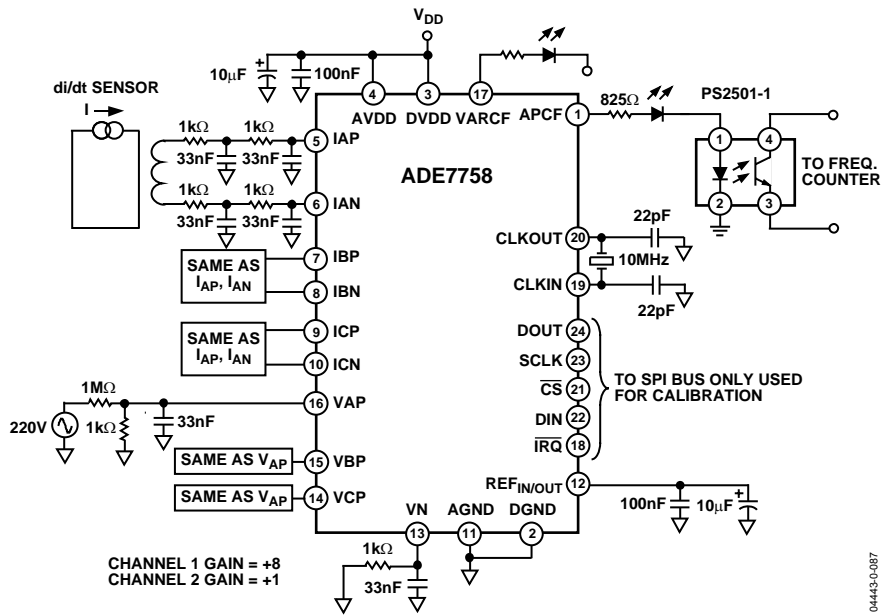 VDD
10μF
+
100nF
di/dt SENSOR
I
4
3
17
825Ω
PS2501-1
AVDD
DVDD
VARCF
APCF
1
1kΩ
1kΩ
1
4
5
IAP
33nF
33nF
ADE7758
TO FREQ.
COUNTER
1kΩ
1kΩ
2
3
6
IAN
33nF
33nF
22pF
CLKOUT
20
7
IBP
SAME AS
IAP, IAN
10MHz
8
IBN
CLKIN
19
22pF
9
ICP
SAME AS
IAP, IAN
DOUT
24
10
ICN
SCLK
23
1MΩ
CS
21
TO SPI BUS ONLY USED
FOR CALIBRATION
16
VAP
DIN
22
220V
1kΩ
33nF
IRQ
18
SAME AS VAP
15
VBP
REFIN/OUT
12
SAME AS VAP
14
VCP
100nF
10μF
+
VN
AGND
DGND
13
11
2
1kΩ
33nF
CHANNEL 1 GAIN = +8
CHANNEL 2 GAIN = +1
04443-0-087